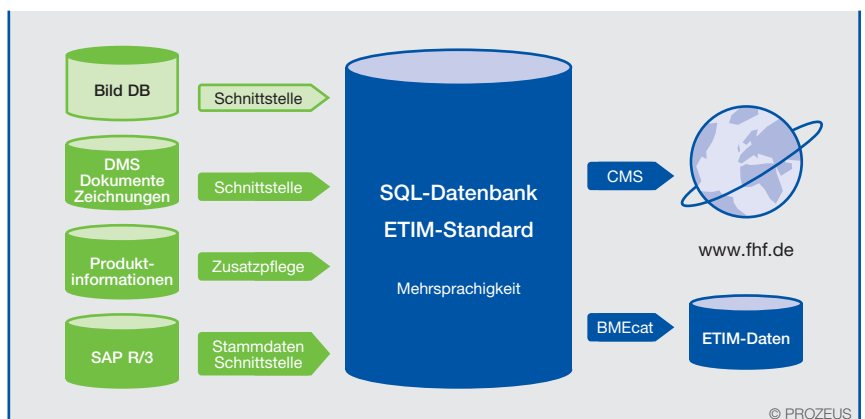 Bild DB
Schnittstelle
DMS
Dokumente
Zeichnungen
Schnittstelle
Produkt-
informationen
Zusatzpflege
SAP R/3
Stammdaten
Schnittstelle
SQL-Datenbank
ETIM-Standard
Mehrsprachigkeit
CMS
www.fhf.de
BMEcat
ETIM-Daten
© PROZEUS